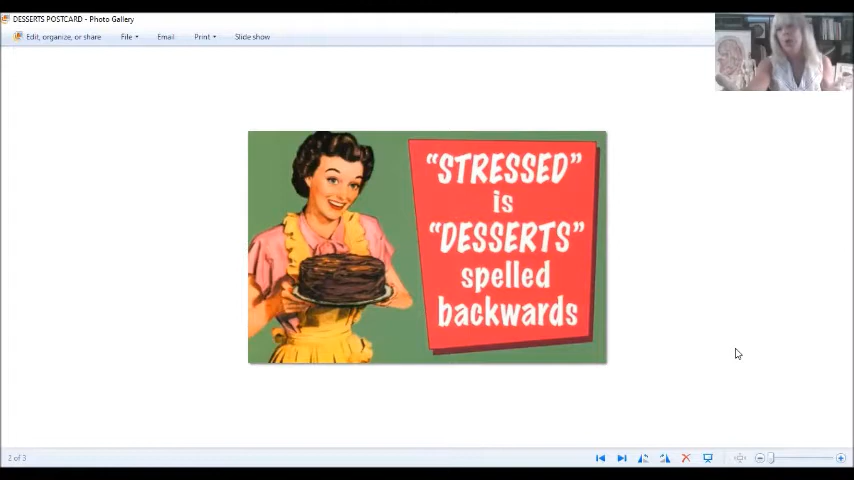 DESSERTS POSTCARD - Photo Gallery
Edit, organize, or share File Email Print Slide show
"STRESSED"
is
"DESSERTS"
spelled
backwards
2 of 3